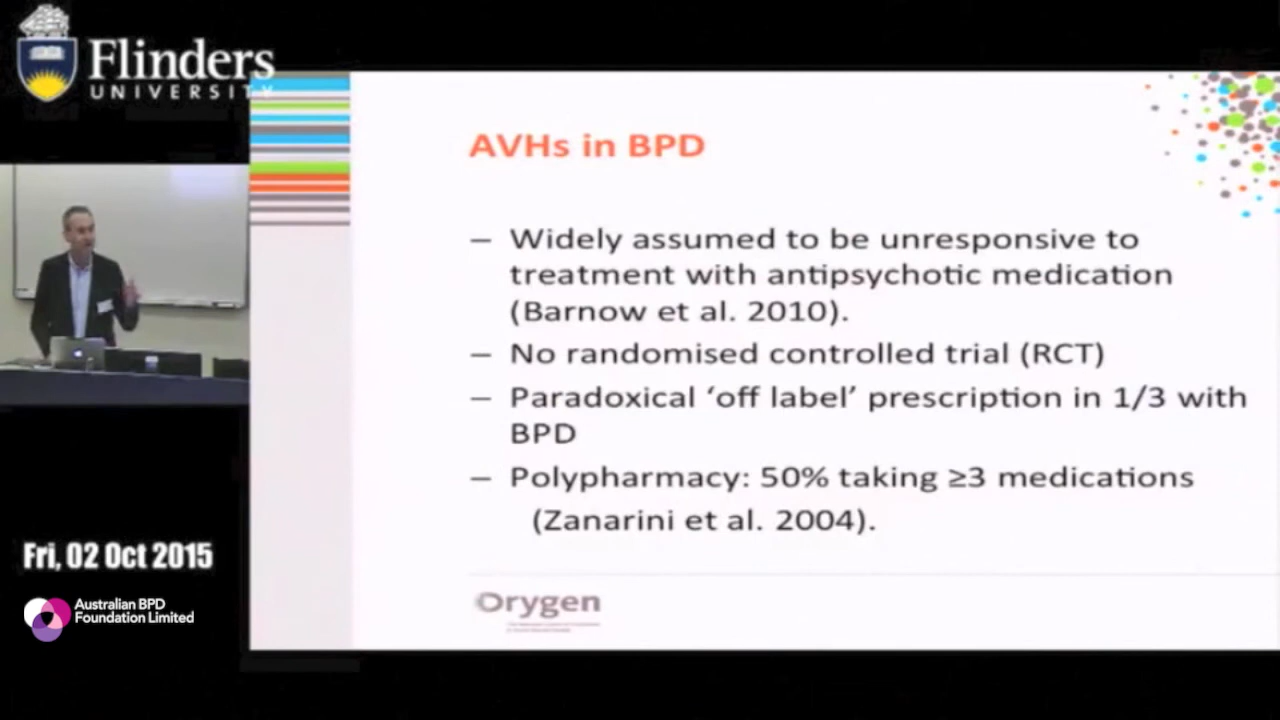 Flinders
UNIVERSITY
AVHs in BPD
– Widely assumed to be unresponsive to
treatment with antipsychotic medication
(Barnow et al. 2010).
– No randomised controlled trial (RCT)
– Paradoxical ‘off label’ prescription in 1/3 with
BPD
– Polypharmacy: 50% taking ≥3 medications
(Zanarini et al. 2004).
Orygen
Fri, 02 Oct 2015
Australian BPD
Foundation Limited